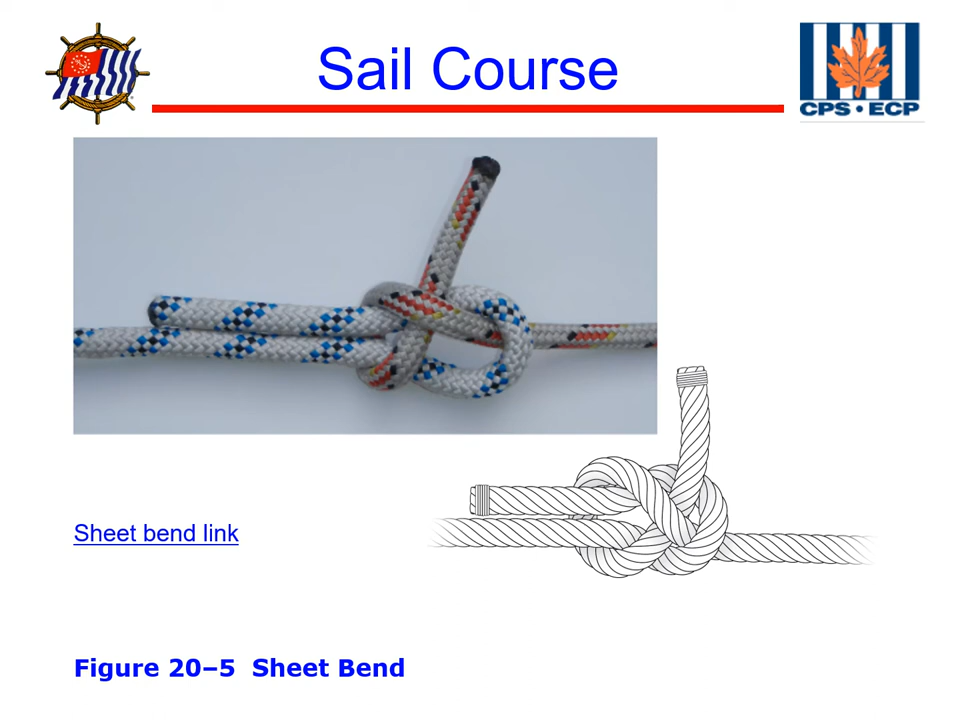 Sail Course
CPS • ECP
Sheet bend link
Figure 20–5 Sheet Bend